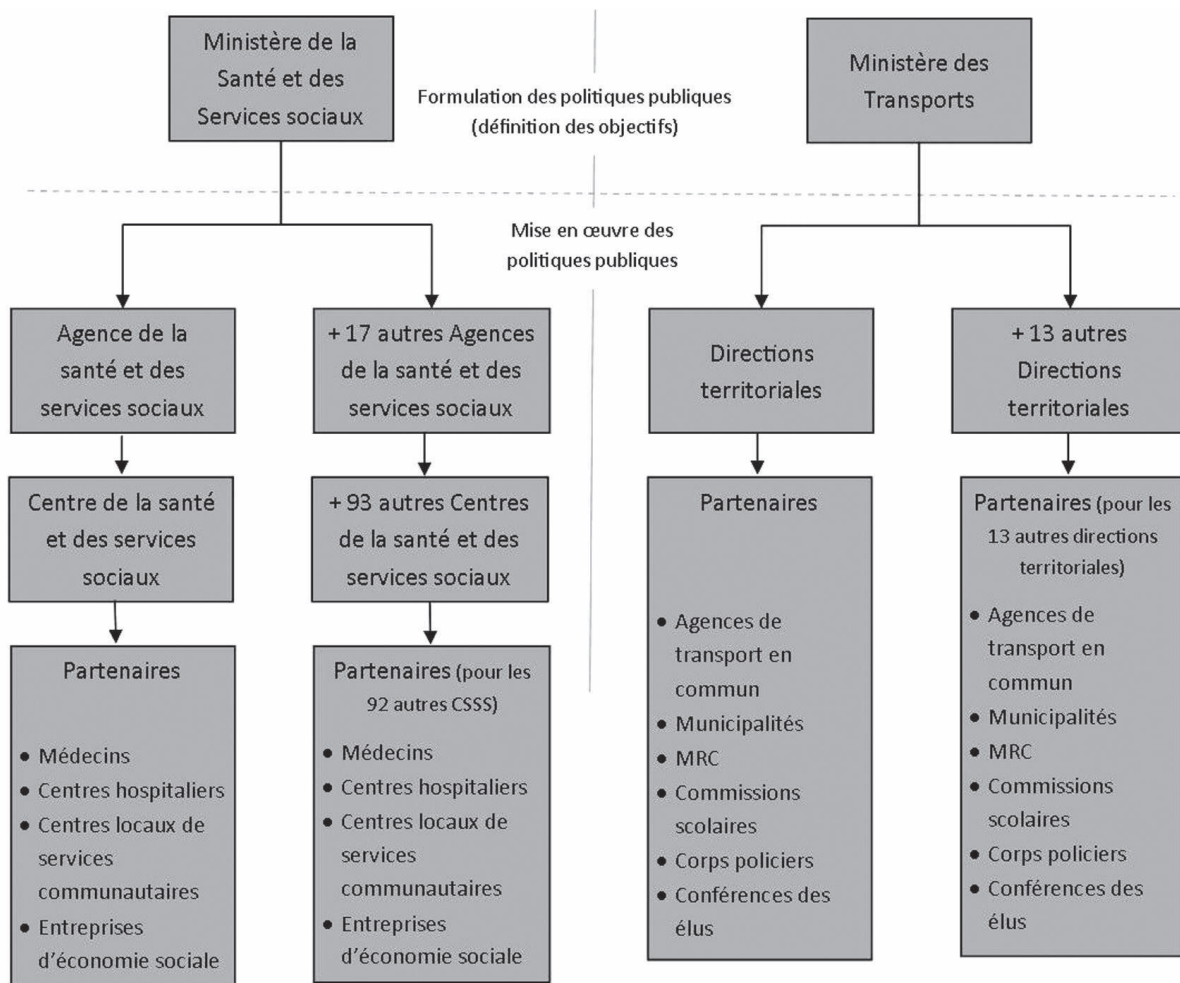 Ministère de la
Santé et des
Services sociaux
Formulation des politiques publiques
(définition des objectifs)
Ministère des
Transports
Mise en œuvre des
politiques publiques
Agence de la
santé et des
services sociaux
+ 17 autres Agences
de la santé et des
services sociaux
Directions
territoriales
+ 13 autres
Directions
territoriales
Centre de la santé
et des services
sociaux
+ 93 autres Centres
de la santé et des
services sociaux
Partenaires
• Agences de
transport en
commun
• Municipalités
• MRC
• Commissions
scolaires
• Corps policiers
• Conférences des
élus
Partenaires (pour les
13 autres directions
territoriales)
• Agences de
transport en
commun
• Municipalités
• MRC
• Commissions
scolaires
• Corps policiers
• Conférences des
élus
Partenaires
• Médecins
• Centres hospitaliers
• Centres locaux de
services
communautaires
• Entreprises
d’économie sociale
Partenaires (pour les
92 autres CSSS)
• Médecins
• Centres hospitaliers
• Centres locaux de
services
communautaires
• Entreprises
d’économie sociale